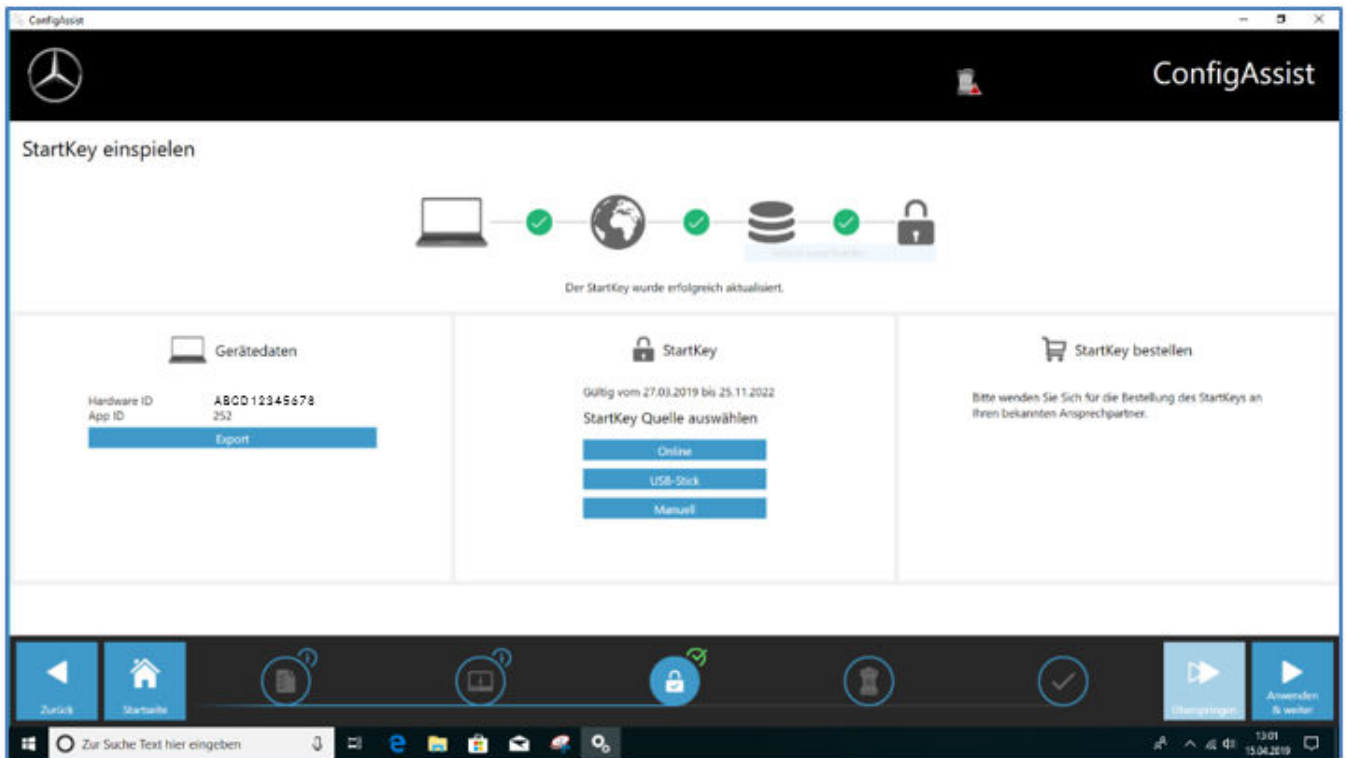 ConfigAssist
ConfigAssist
StartKey einspielen
Der StartKey wurde erfolgreich aktualisiert.
Gerätedaten
Hardware ID ABCD12345678
App ID 252
Export
StartKey
Gültig vom 27.03.2019 bis 25.11.2022
StartKey Quelle auswählen
Online
USB-Stick
Manuell
StartKey bestellen
Bitte wenden Sie Sich für die Bestellung des StartKeys an
Ihren bekannten Ansprechpartner.
Zurück
Startseite
Überspringen
Anwenden
& weiter
Zur Suche Text hier eingeben
13:01
15.04.2019